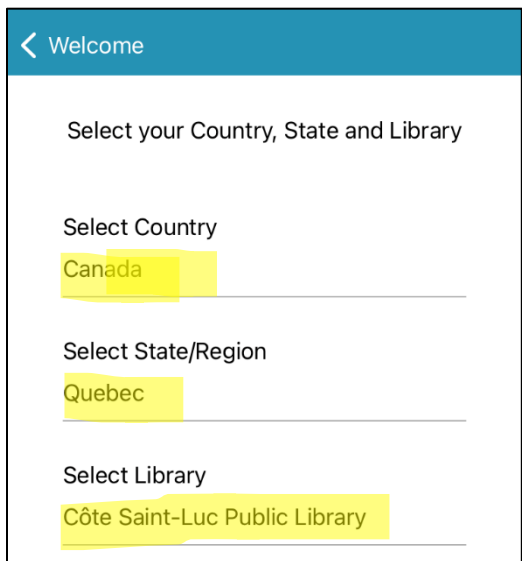 Welcome
Select your Country, State and Library
Select Country
Canada
Select State/Region
Quebec
Select Library
Côte Saint-Luc Public Library